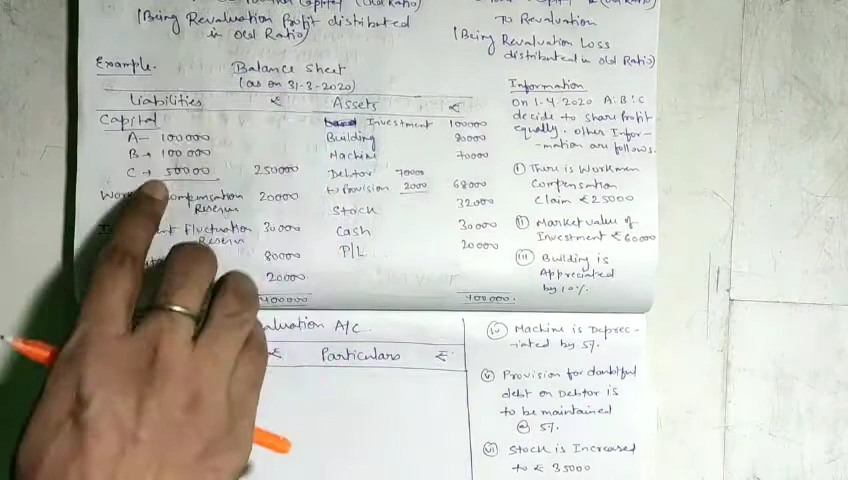 (Being Revaluation Profit distributed
in old Ratio)
To Revaluation
(Being Revaluation Loss
distributed in old Ratio)
Example.
Balance Sheet
(as on 31-3-2020)
Liabilities ₹ Assets ₹
Capital
A- 100000
B → 100000
C → 50000 250000
Compensation
Reserve 20000
Fluctuation
Reserve 30000
80000
20000
400000
Investment 100000
Building 80000
Machine 70000
Debtor 70000
to Provision 2000 68000
Stock 32000
Cash 30000
P/L 20000
400000.
Information
On 1-4-2020 A:B:C
decide to share Profit
equally. Other Infor-
-mation are follows.
(i) There is Workmen
Compensation
Claim ₹25000
(ii) Market value of
Investment ₹60000
(iii) Building is
Appreciated
by 10%.
A/C.
₹ Particulars ₹
(iv) Machine is Deprec-
-iated by 5%.
(v) Provision for doubtful
debt on Debtor is
to be maintained
@ 5%.
(vi) Stock is Increased
to ₹ 35000